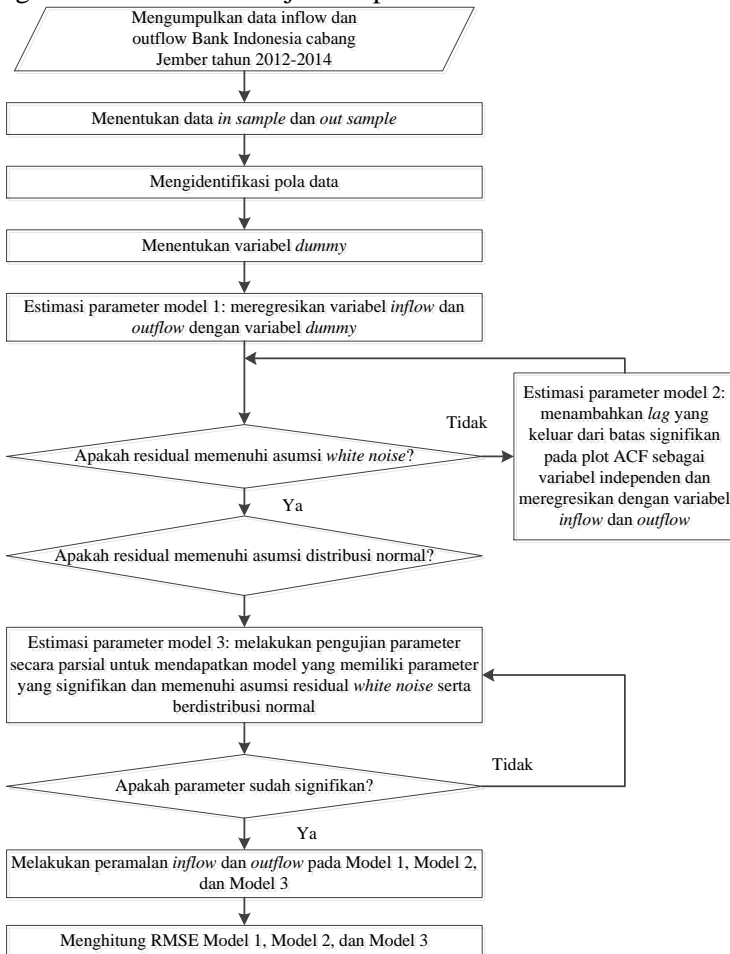 Mengumpulkan data inflow dan
outflow Bank Indonesia cabang
Jember tahun 2012-2014
Menentukan data in sample dan out sample
Mengidentifikasi pola data
Menentukan variabel dummy
Estimasi parameter model 1: meregresikan variabel inflow dan
outflow dengan variabel dummy
Estimasi parameter model 2:
menambahkan lag yang
keluar dari batas signifikan
pada plot ACF sebagai
variabel independen dan
meregresikan dengan variabel
inflow dan outflow
Tidak
Apakah residual memenuhi asumsi white noise?
Ya
Apakah residual memenuhi asumsi distribusi normal?
Estimasi parameter model 3: melakukan pengujian parameter
secara parsial untuk mendapatkan model yang memiliki parameter
yang signifikan dan memenuhi asumsi residual white noise serta
berdistribusi normal
Tidak
Apakah parameter sudah signifikan?
Ya
Melakukan peramalan inflow dan outflow pada Model 1, Model 2,
dan Model 3
Menghitung RMSE Model 1, Model 2, dan Model 3